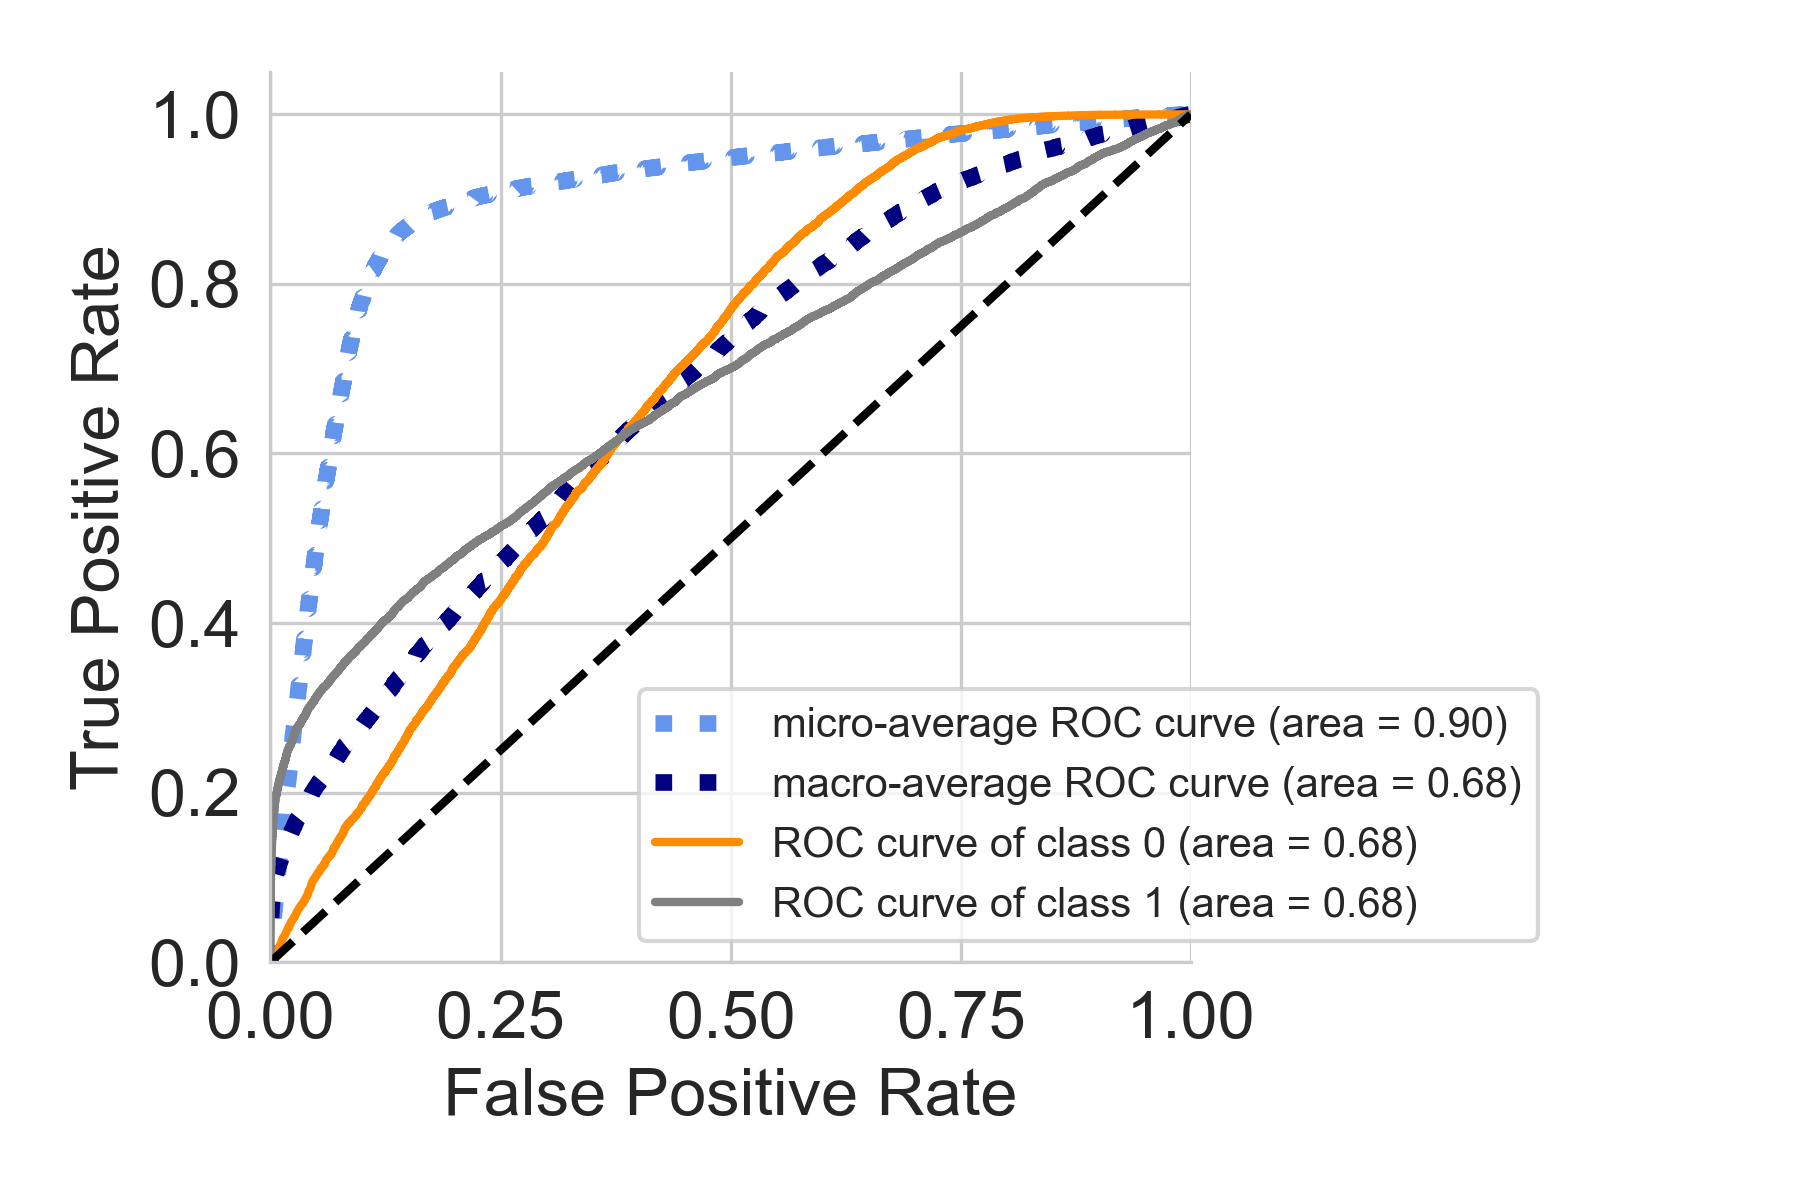 True Positive Rate
1.0
0.8
0.6
0.4
0.2
0.0
micro-average ROC curve (area = 0.90)
macro-average ROC curve (area = 0.68)
ROC curve of class 0 (area = 0.68)
ROC curve of class 1 (area = 0.68)
0.00 0.25 0.50 0.75 1.00
False Positive Rate